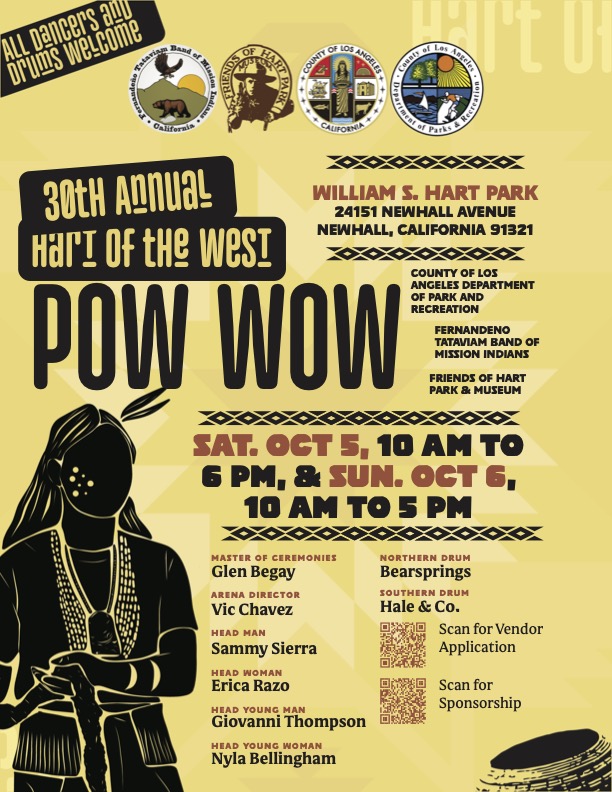 ALL Dancers and
Drums Welcome
Hart Of
Fernandeño Tataviam Band of Mission Indians
California
FRIENDS OF HART PARK
COUNTY OF LOS ANGELES
CALIFORNIA
County of Los Angeles
Department of Parks & Recreation
30th Annual
Hart Of the West
POW WOW
WILLIAM S. HART PARK
24151 NEWHALL AVENUE
NEWHALL, CALIFORNIA 91321
COUNTY OF LOS
ANGELES DEPARTMENT
OF PARK AND
RECREATION
FERNANDENO
TATAVIAM BAND OF
MISSION INDIANS
FRIENDS OF HART
PARK & MUSEUM
SAT. OCT 5, 10 AM TO
6 PM, & SUN. OCT 6,
10 AM TO 5 PM
MASTER OF CEREMONIES
Glen Begay
ARENA DIRECTOR
Vic Chavez
HEAD MAN
Sammy Sierra
HEAD WOMAN
Erica Razo
HEAD YOUNG MAN
Giovanni Thompson
HEAD YOUNG WOMAN
Nyla Bellingham
NORTHERN DRUM
Bearsprings
SOUTHERN DRUM
Hale & Co.
Scan for Vendor
Application
Scan for
Sponsorship